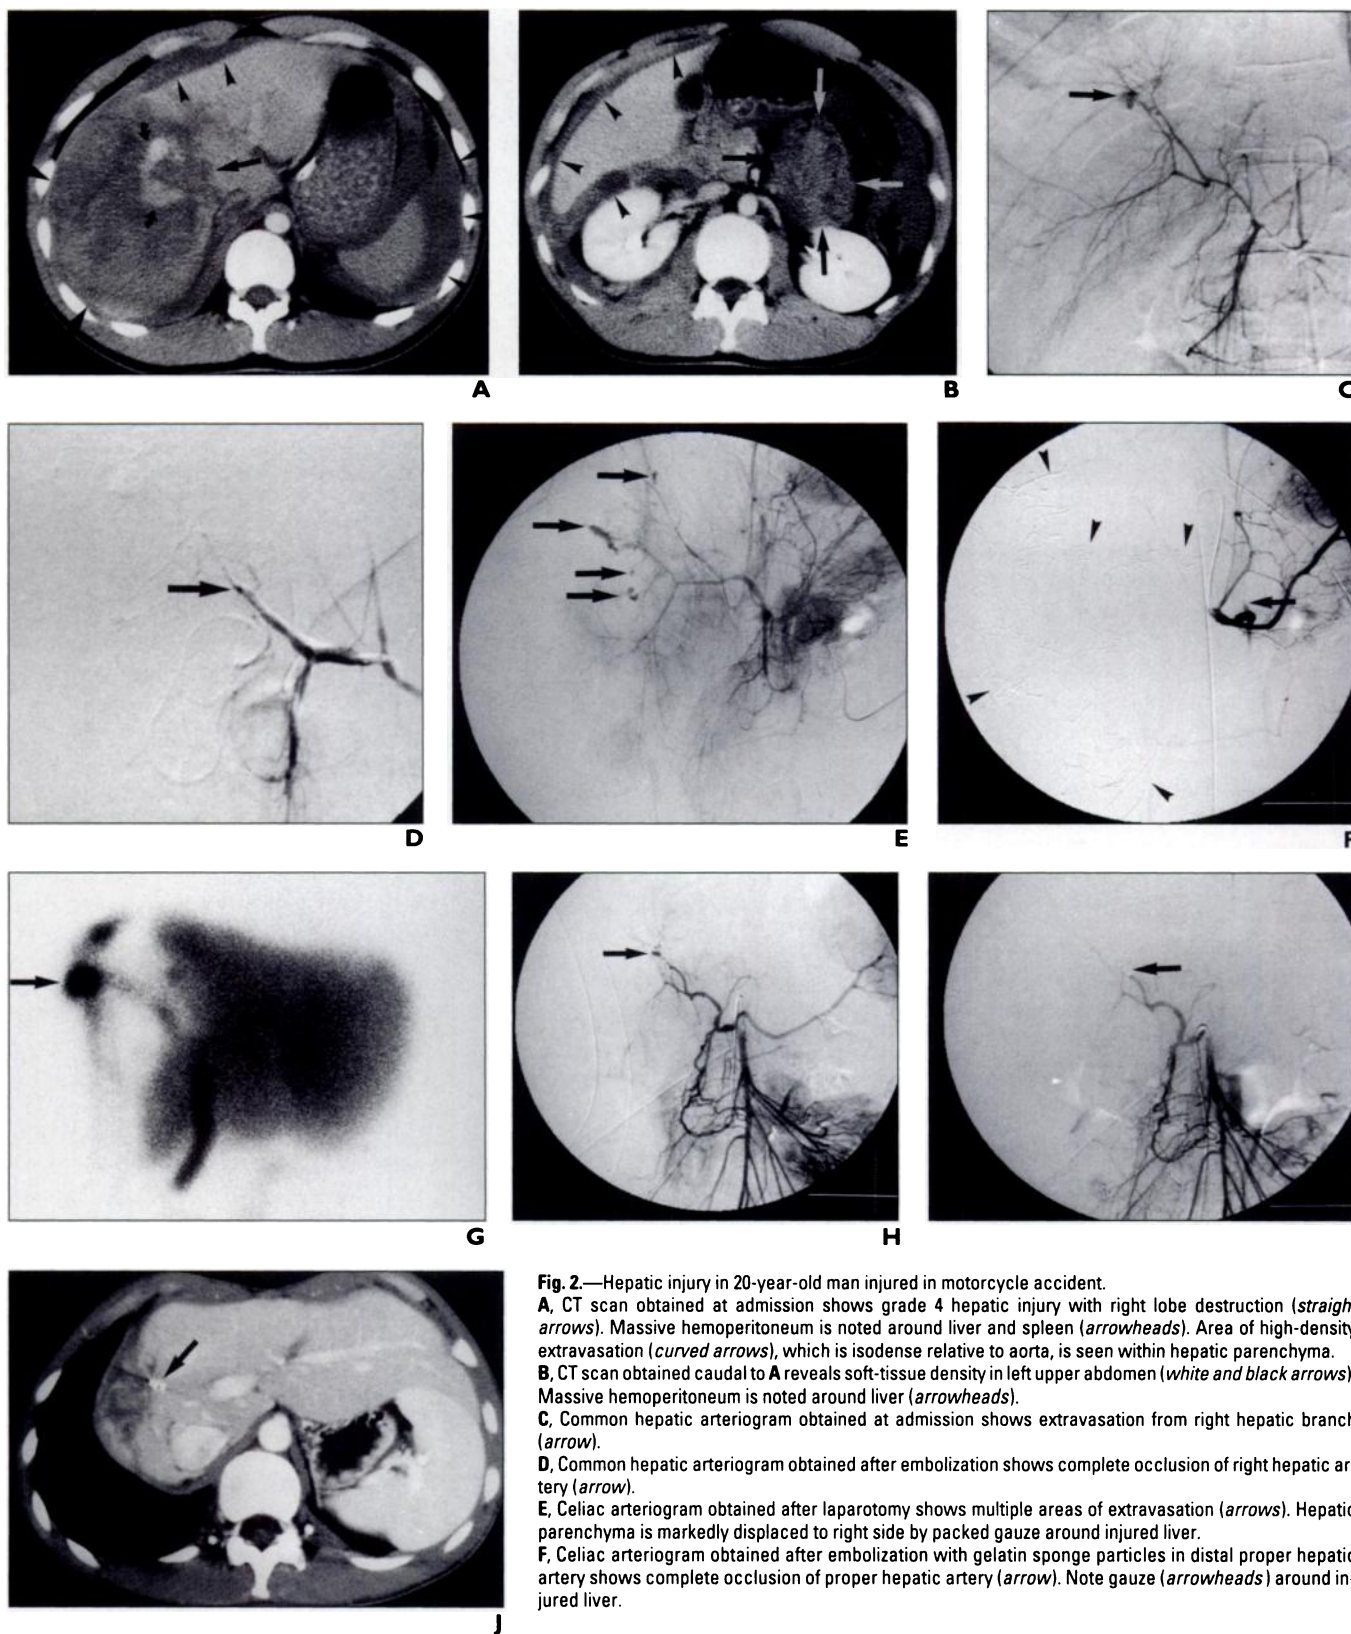 A
B
C
D
E
F
G
H
J
Fig. 2.—Hepatic injury in 20-year-old man injured in motorcycle accident.
A, CT scan obtained at admission shows grade 4 hepatic injury with right lobe destruction (straigh
arrows). Massive hemoperitoneum is noted around liver and spleen (arrowheads). Area of high-density
extravasation (curved arrows), which is isodense relative to aorta, is seen within hepatic parenchyma.
B, CT scan obtained caudal to A reveals soft-tissue density in left upper abdomen (white and black arrows)
Massive hemoperitoneum is noted around liver (arrowheads).
C, Common hepatic arteriogram obtained at admission shows extravasation from right hepatic branch
(arrow).
D, Common hepatic arteriogram obtained after embolization shows complete occlusion of right hepatic ar-
tery (arrow).
E, Celiac arteriogram obtained after laparotomy shows multiple areas of extravasation (arrows). Hepatic
parenchyma is markedly displaced to right side by packed gauze around injured liver.
F, Celiac arteriogram obtained after embolization with gelatin sponge particles in distal proper hepatic
artery shows complete occlusion of proper hepatic artery (arrow). Note gauze (arrowheads) around in-
jured liver.